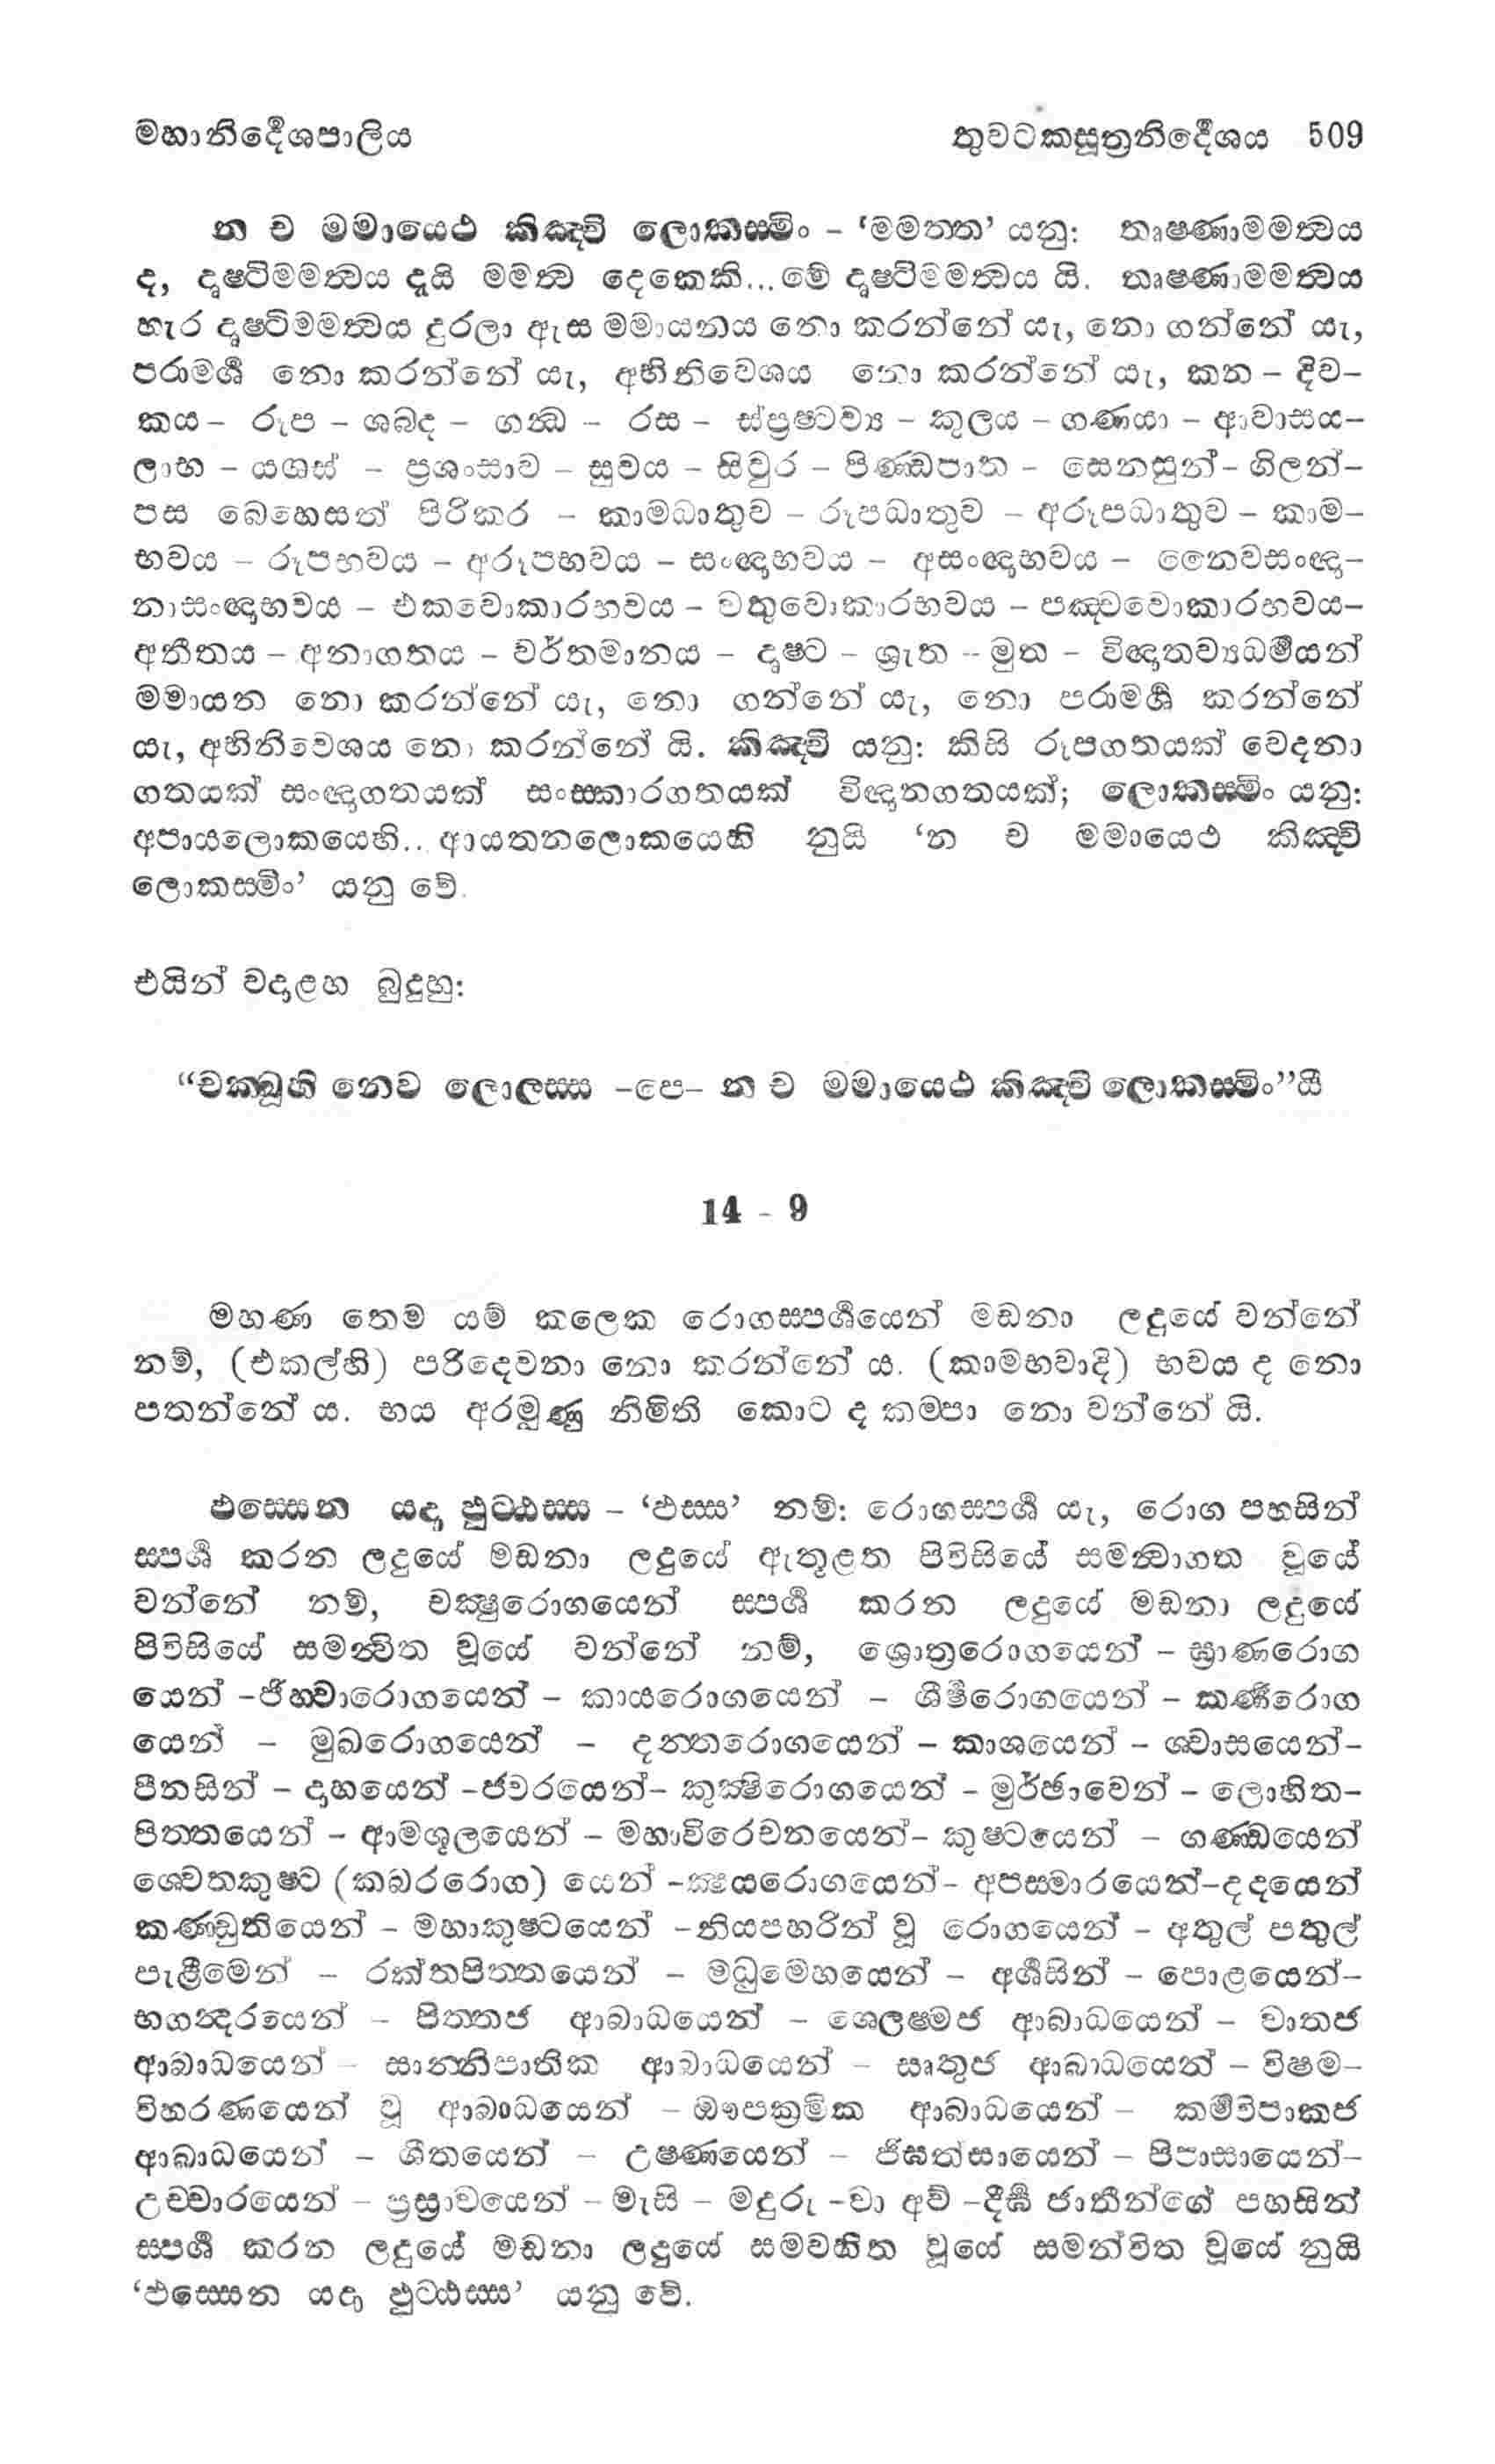 මහානිර්දේශපාලිය තුවටකසූත්‍රනිර්දේශය 509
න ච මමායෙථ කිඤ්චි ලොකස්මිං – ‘මමත්ත’ යනු: තෘෂ්ණාමමත්‍වය
ද, දෘෂ්ටිමමත්‍වය දැයි මමත්‍ව දෙකෙකි... මේ දෘෂ්ටිමමත්‍වය යි. තෘෂ්ණාමමත්‍වය
හැර දෘෂ්ටිමමත්‍වය දුරලා ඇස මමායනය නො කරන්නේ යැ, නො ගන්නේ යැ,
පරාමර්ශ නො කරන්නේ යැ, අභිනිවෙශය නො කරන්නේ යැ, කන – දිව–
කය – රූප – ශබ්ද – ගන්‍ධ – රස – ස්ප්‍රෂ්ටව්‍ය – කුලය – ගණයා – ආවාසය–
ලාභ – යශස් – ප්‍රශංසාව – සුවය – සිවුර – පිණ්ඩපාත – සෙනසුන් – ගිලන්–
පස බෙහෙසත් පිරිකර – කාමධාතුව – රූපධාතුව – අරූපධාතුව – කාම–
භවය – රූපභවය – අරූපභවය – සංඥාභවය – අසංඥාභවය – නෛවසංඥා–
නාසංඥාභවය – එකවොකාරභවය – චතුවොකාරභවය – පඤ්චවොකාරභවය–
අතීතය – අනාගතය – වර්තමානය – දෘෂ්ට – ශ්‍රැත – මුත – විඥාතව්‍යධර්මයන්
මමායන නො කරන්නේ යැ, නො ගන්නේ යැ, නො පරාමර්ශ කරන්නේ
යැ, අභිනිවෙශය නො කරන්නේ යි. කිඤ්චි යනු: කිසි රූපගතයක් වෙදනා
ගතයක් සංඥාගතයක් සංස්කාරගතයක් විඥානගතයක්; ලොකස්මිං යනු:
අපායලොකයෙහි.. ආයතනලොකයෙහි නුයි ‘න ච මමායෙථ කිඤ්චි
ලොකස්මිං’ යනු වේ.
එයින් වදාළහ බුදුහු:
“චක්ඛූහි නෙව ලොලස්ස –පෙ– න ච මමායෙථ කිඤ්චි ලොකස්මිං”යී
14 - 9
මහණ තෙම යම් කලෙක රොගස්පර්ශයෙන් මඩනා ලදුයේ වන්නේ
නම්, (එකල්හි) පරිදෙවනා නො කරන්නේ ය. (කාමභවාදි) භවය ද නො
පතන්නේ ය. භය අරමුණු නිමිති කොට ද කම්පා නො වන්නේ යි.
ඵස්සෙන යදා ඵුට්ඨස්ස – ‘ඵස්ස’ නම්: රොගස්පර්ශ යැ, රොග පහසින්
ස්පර්ශ කරන ලදුයේ මඩනා ලදුයේ ඇතුළත පිවිසියේ සමන්‍වාගත වූයේ
වන්නේ නම්, චක්‍ෂුරොගයෙන් ස්පර්ශ කරන ලදුයේ මඩනා ලදුයේ
පිවිසියේ සමන්‍විත වූයේ වන්නේ නම්, ශ්‍රොත්‍රරොගයෙන් – ඝ්‍රාණරොග
යෙන් –ජිහ්වාරොගයෙන් – කායරොගයෙන් – ශීර්ෂරොගයෙන් – කර්ණරොග
යෙන් – මුඛරොගයෙන් – දන්තරොගයෙන් – කාශයෙන් – ශ්වාසයෙන්–
පීනසින් – දාහයෙන් –ජ්වරයෙන්– කුක්‍ෂිරොගයෙන් – මුර්ඡාවෙන් – ලොහිත–
පිත්තයෙන් – ආමශූලයෙන් – මහාවිරේචනයෙන්– කුෂ්ටයෙන් – ගණ්ඩයෙන්
ශ්වෙතකුෂ්ට (කබරරොග) යෙන් –ක්‍ෂයරොගයෙන්– අපස්මාරයෙන්–දදයෙන්
කණ්ඩුතියෙන් – මහාකුෂ්ටයෙන් –නියපහරින් වූ රොගයෙන් – අතුල් පතුල්
පැළීමෙන් – රක්තපිත්තයෙන් – මධුමෙහයෙන් – අර්ශසින් – පොළයෙන්–
භගන්‍දරයෙන් – පිත්තජ ආබාධයෙන් – ශ්ලෙෂ්මජ ආබාධයෙන් – වාතජ
ආබාධයෙන් – සාන්නිපාතික ආබාධයෙන් – ඍතුජ ආබාධයෙන් – විෂම–
විහරණයෙන් වූ ආබාධයෙන් – ඖපක්‍රමික ආබාධයෙන් – කර්මවිපාකජ
ආබාධයෙන් – ශීතයෙන් – උෂ්ණයෙන් – ජිඝත්සායෙන් – පිපාසායෙන්–
උච්චාරයෙන් – ප්‍රස්‍රාවයෙන් – මැසි – මදුරු –වා අව් –දීර්ඝ ජාතීන්ගේ පහසින්
ස්පර්ශ කරන ලදුයේ මඩනා ලදුයේ සමවහිත වූයේ සමන්විත වූයේ නුයි
‘ඵස්සෙන යදා ඵුට්ඨස්ස’ යනු වේ.